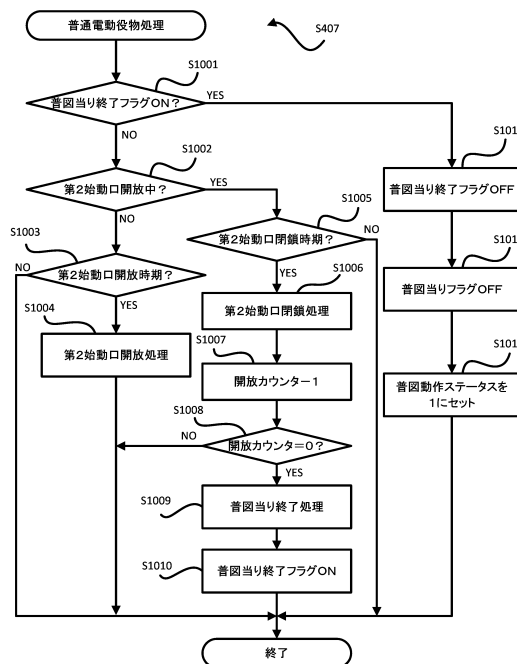 普通電動役物処理
S407
S1001
普図当り終了フラグON?
YES
NO
S1002
第2始動口開放中?
YES
NO
S101
普図当り終了フラグOFF
S1005
第2始動口閉鎖時期?
NO
YES
S1003
NO
第2始動口開放時期?
YES
S101
普図当りフラグOFF
S1006
第2始動口閉鎖処理
S1004
第2始動口開放処理
S1007
開放カウンター1
S101
普図動作ステータスを
1にセット
S1008
開放カウンタ=0?
NO
YES
S1009
普図当り終了処理
S1010
普図当り終了フラグON
終了